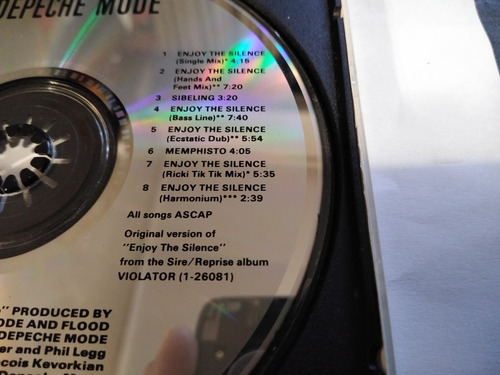 DEPECHE MODE
1 ENJOY THE SILENCE
(Single Mix)* 4:15
2 ENJOY THE SILENCE
(Hands And
Feet Mix)** 7:20
3 SIBELING 3:20
4 ENJOY THE SILENCE
(Bass Line)** 7:40
5 ENJOY THE SILENCE
(Ecstatic Dub)** 5:54
6 MEMPHISTO 4:05
7 ENJOY THE SILENCE
(Ricki Tik Tik Mix)* 5:35
8 ENJOY THE SILENCE
(Harmonium)*** 2:39
All songs ASCAP
Original version of
"Enjoy The Silence"
from the Sire/Reprise album
VIOLATOR (1-26081)
" PRODUCED BY
ODE AND FLOOD
DEPECHE MODE
er and Phil Legg
ncois Kevorkian